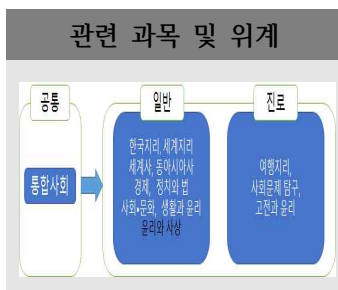 관련 과목 및 위계
공통
일반
진로
통합사회
한국지리, 세계지리
세계사, 동아시아사
경제, 정치와 법
사회•문화, 생활과 윤리
윤리와 사상
여행지리,
사회문제 탐구,
고전과 윤리